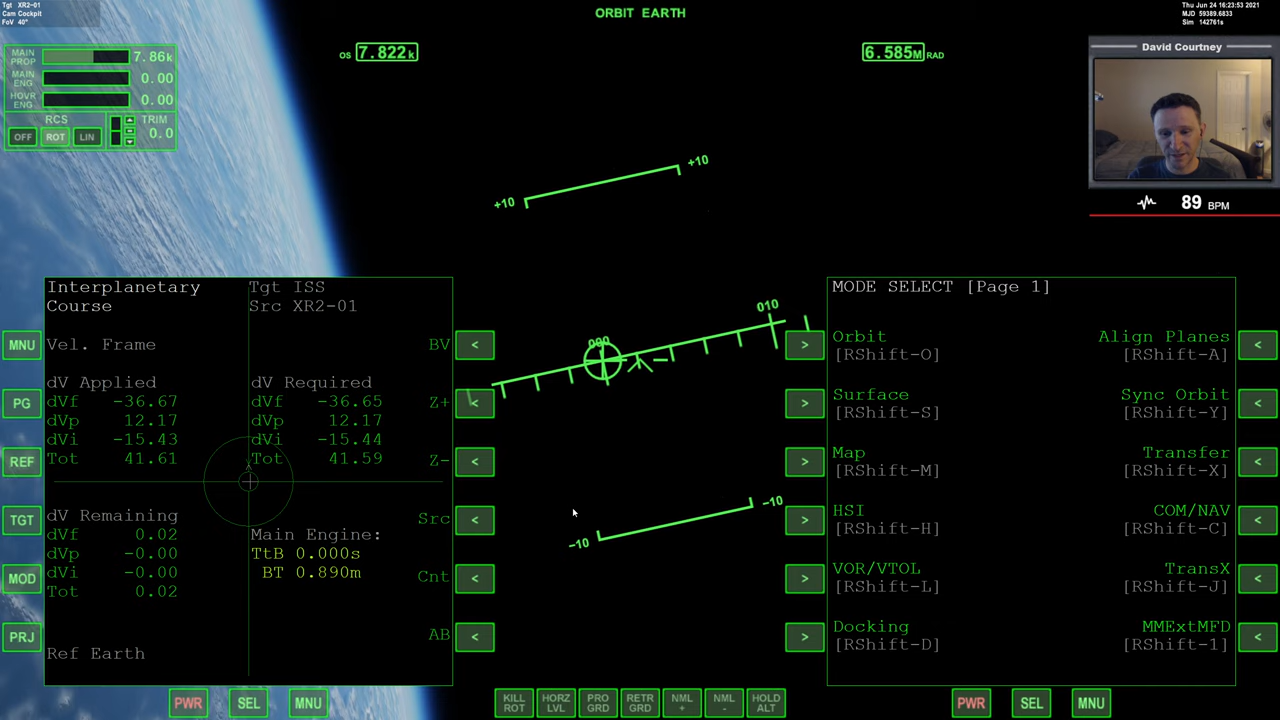 Tgt XR2-01
Cam Cockpit
FoV 40°
ORBIT EARTH
Thu Jun 24 16:23:53 2021
MJD 59389.6833
Sim 142761s
OS 7.822k
6.585M RAD
MAIN PROP 7.86k
MAIN ENG 0.00
HOVR ENG 0.00
RCS
TRIM
OFF ROT LIN
0.0
David Courtney
89 BPM
+10 +10
000 010
-10 -10
Interplanetary Course
Tgt ISS
Src XR2-01
Vel. Frame
dV Applied
dVf -36.67
dVp 12.17
dVi -15.43
Tot 41.61
dV Required
dVf -36.65
dVp 12.17
dVi -15.44
Tot 41.59
dV Remaining
dVf 0.02
dVp -0.00
dVi -0.00
Tot 0.02
Main Engine:
TtB 0.000s
BT 0.890m
Ref Earth
MNU
PG
REF
TGT
MOD
PRJ
BV <
Z+ <
Z- <
Src <
Cnt <
AB <
PWR SEL MNU
KILL ROT
HORZ LVL
PRO GRD
RETR GRD
NML +
NML -
HOLD ALT
MODE SELECT [Page 1]
> Orbit
[RShift-O]
> Surface
[RShift-S]
> Map
[RShift-M]
> HSI
[RShift-H]
> VOR/VTOL
[RShift-L]
> Docking
[RShift-D]
Align Planes <
[RShift-A]
Sync Orbit <
[RShift-Y]
Transfer <
[RShift-X]
COM/NAV <
[RShift-C]
TransX <
[RShift-J]
MMExtMFD <
[RShift-1]
PWR SEL MNU